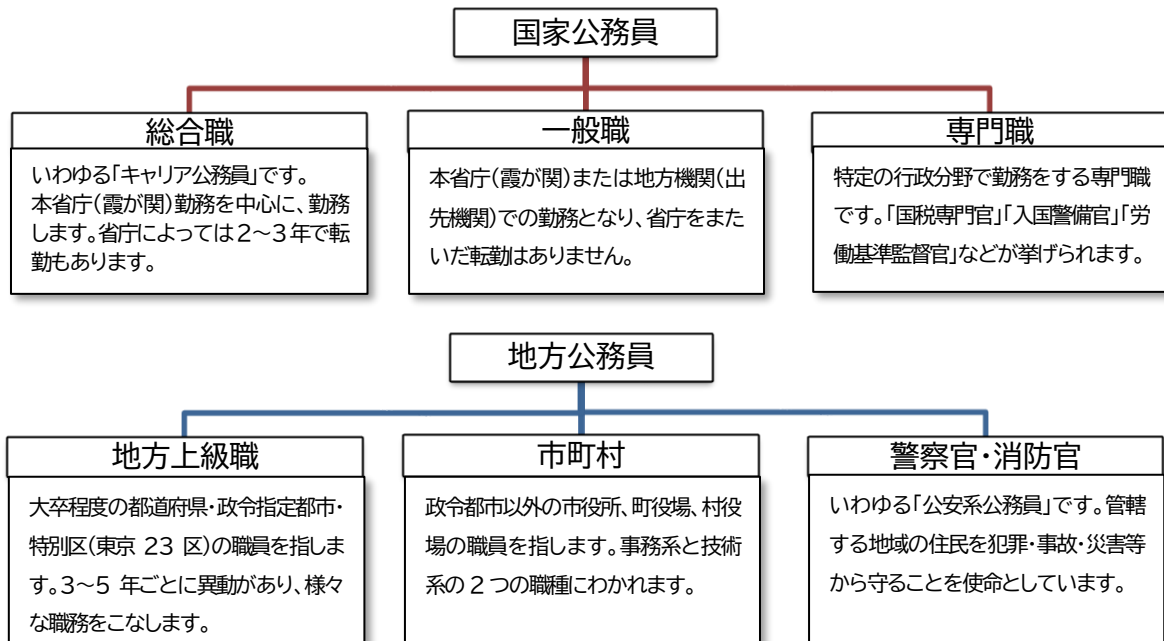 国家公務員
総合職
いわゆる「キャリア公務員」です。
本省庁(霞が関)勤務を中心に、勤務
します。省庁によっては2～3年で転
勤もあります。
一般職
本省庁(霞が関)または地方機関(出
先機関)での勤務となり、省庁をまた
いだ転勤はありません。
専門職
特定の行政分野で勤務をする専門職
です。「国税専門官」「入国警備官」「労
働基準監督官」などが挙げられます。
地方公務員
地方上級職
大卒程度の都道府県・政令指定都市・
特別区(東京 23 区)の職員を指しま
す。3～5 年ごとに異動があり、様々
な職務をこなします。
市町村
政令都市以外の市役所、町役場、村役
場の職員を指します。事務系と技術
系の 2 つの職種にわかれます。
警察官・消防官
いわゆる「公安系公務員」です。管轄
する地域の住民を犯罪・事故・災害等
から守ることを使命としています。